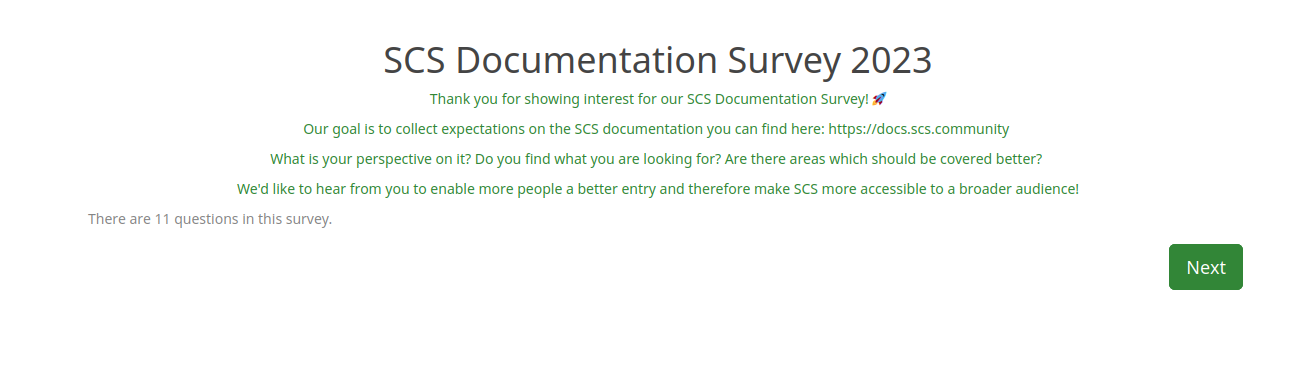 SCS Documentation Survey 2023
Thank you for showing interest for our SCS Documentation Survey! 🚀
Our goal is to collect expectations on the SCS documentation you can find here: https://docs.scs.community
What is your perspective on it? Do you find what you are looking for? Are there areas which should be covered better?
We'd like to hear from you to enable more people a better entry and therefore make SCS more accessible to a broader audience!
There are 11 questions in this survey.
Next